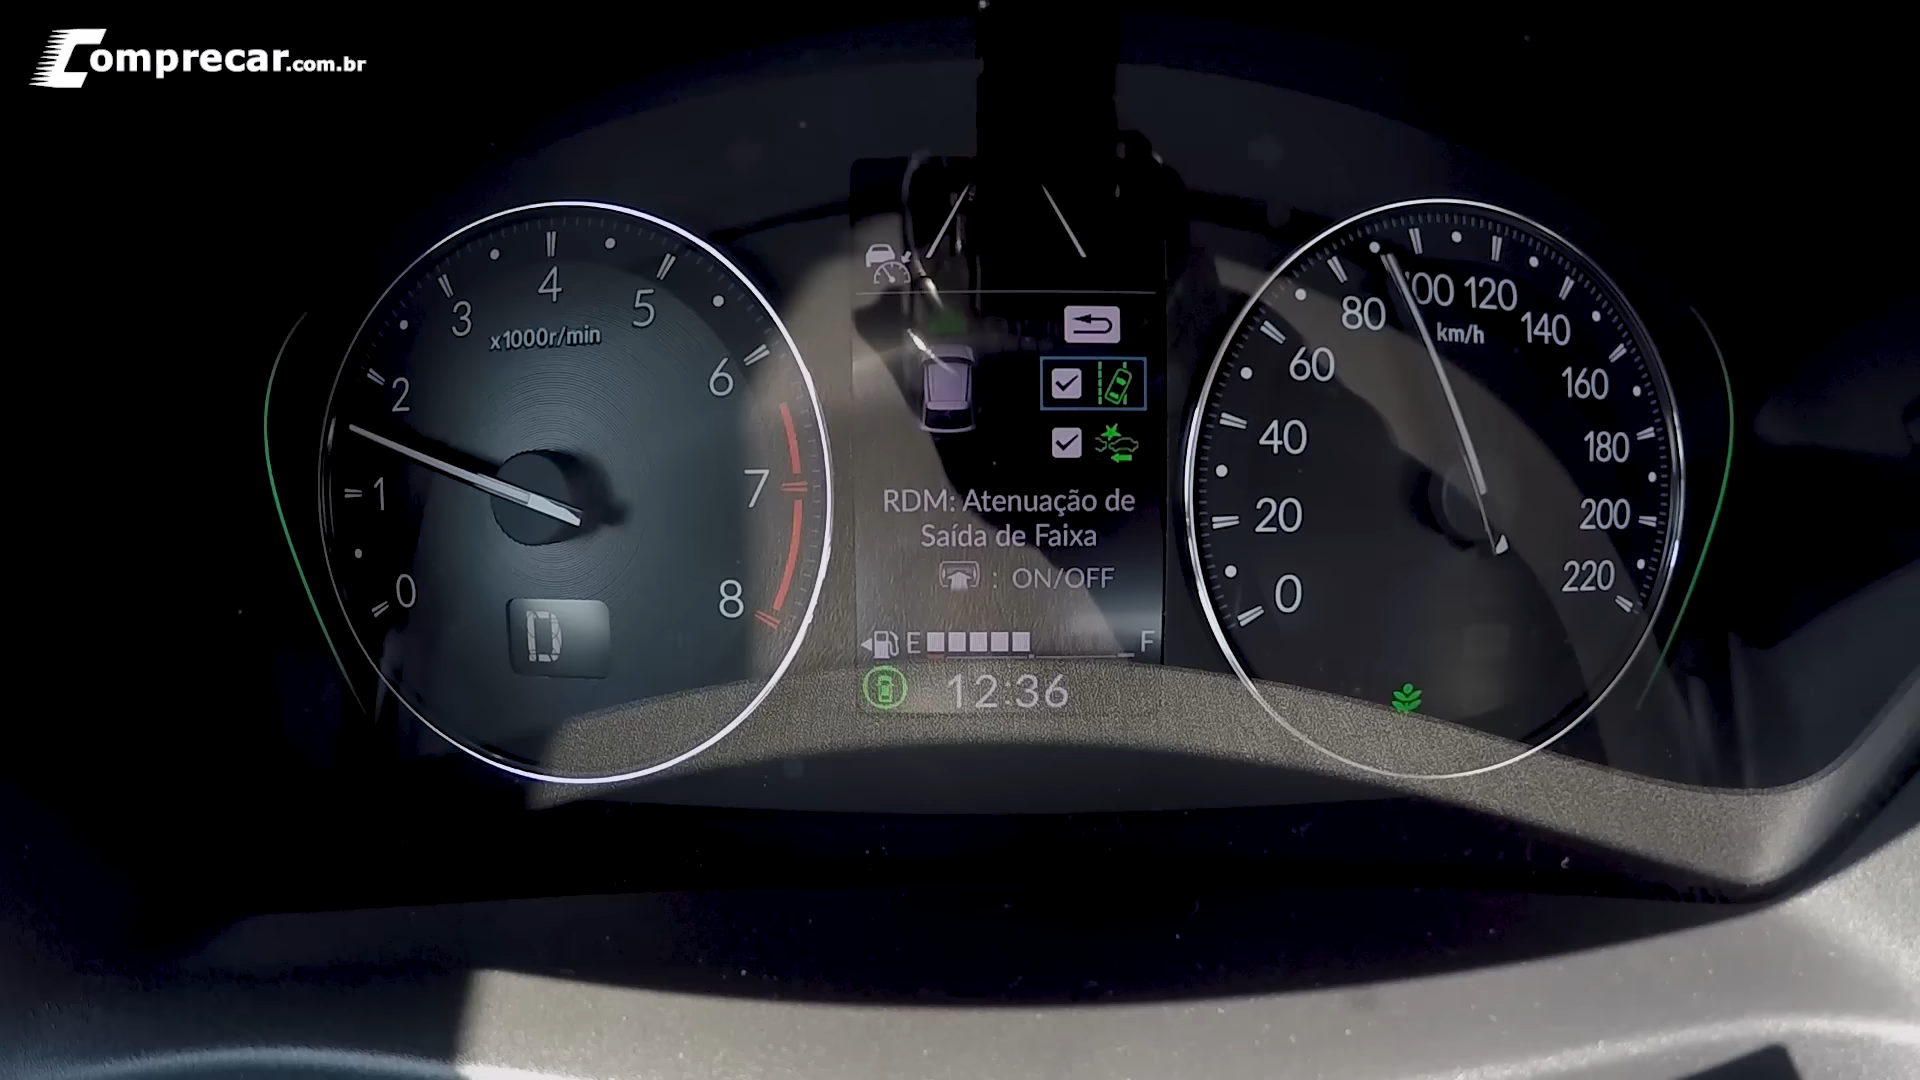 Comprecar.com.br
0
1
2
3
4
5
6
7
8
x1000r/min
D
RDM: Atenuação de
Saída de Faixa
: ON/OFF
E F
12:36
0
20
40
60
80
100
120
140
160
180
200
220
km/h